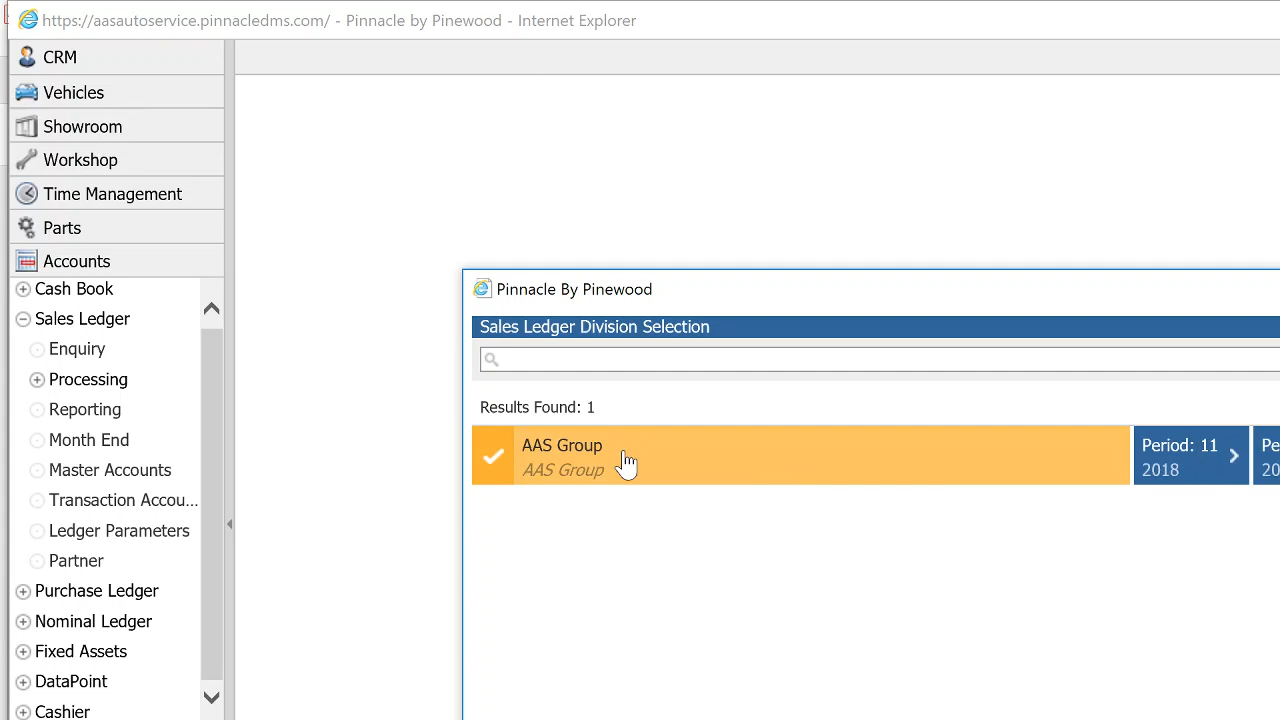 https://aasautoservice.pinnacledms.com/ - Pinnacle by Pinewood - Internet Explorer
CRM
Vehicles
Showroom
Workshop
Time Management
Parts
Accounts
Cash Book
Sales Ledger
Enquiry
Processing
Reporting
Month End
Master Accounts
Transaction Accou...
Ledger Parameters
Partner
Purchase Ledger
Nominal Ledger
Fixed Assets
DataPoint
Cashier
Pinnacle By Pinewood
Sales Ledger Division Selection
Results Found: 1
AAS Group
AAS Group
Period: 11
2018
Pe
20